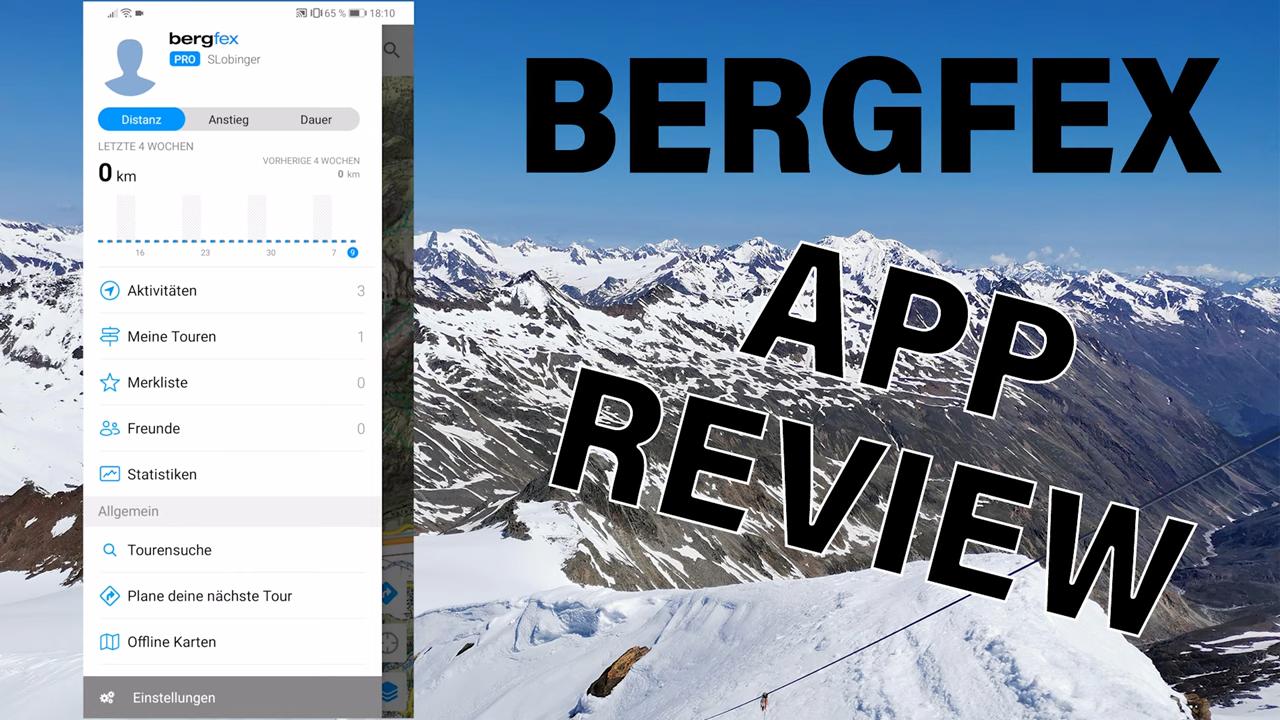 65 % 18:10
bergfex
PRO SLobinger
Distanz Anstieg Dauer
LETZTE 4 WOCHEN
VORHERIGE 4 WOCHEN
0 km
0 km
16 23 30 7 9
Aktivitäten 3
Meine Touren 1
Merkliste 0
Freunde 0
Statistiken
Allgemein
Tourensuche
Plane deine nächste Tour
Offline Karten
Einstellungen
BERGFEX
APP
REVIEW